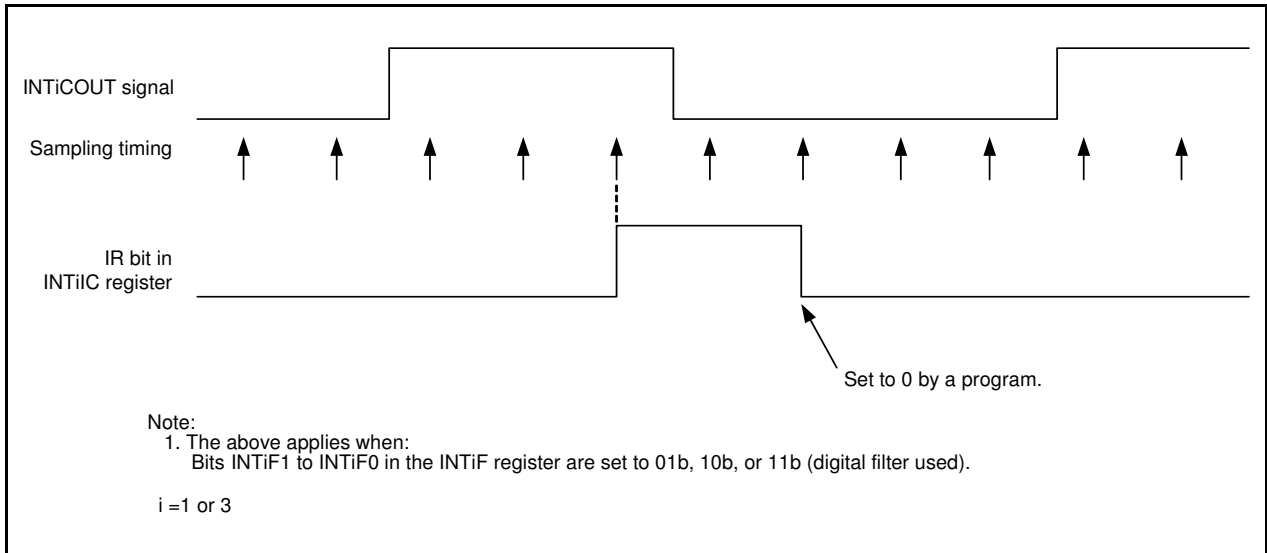 INTiCOUT signal
Sampling timing
IR bit in
INTiIC register
Set to 0 by a program.
Note:
1. The above applies when:
Bits INTiF1 to INTiF0 in the INTiF register are set to 01b, 10b, or 11b (digital filter used).
i =1 or 3